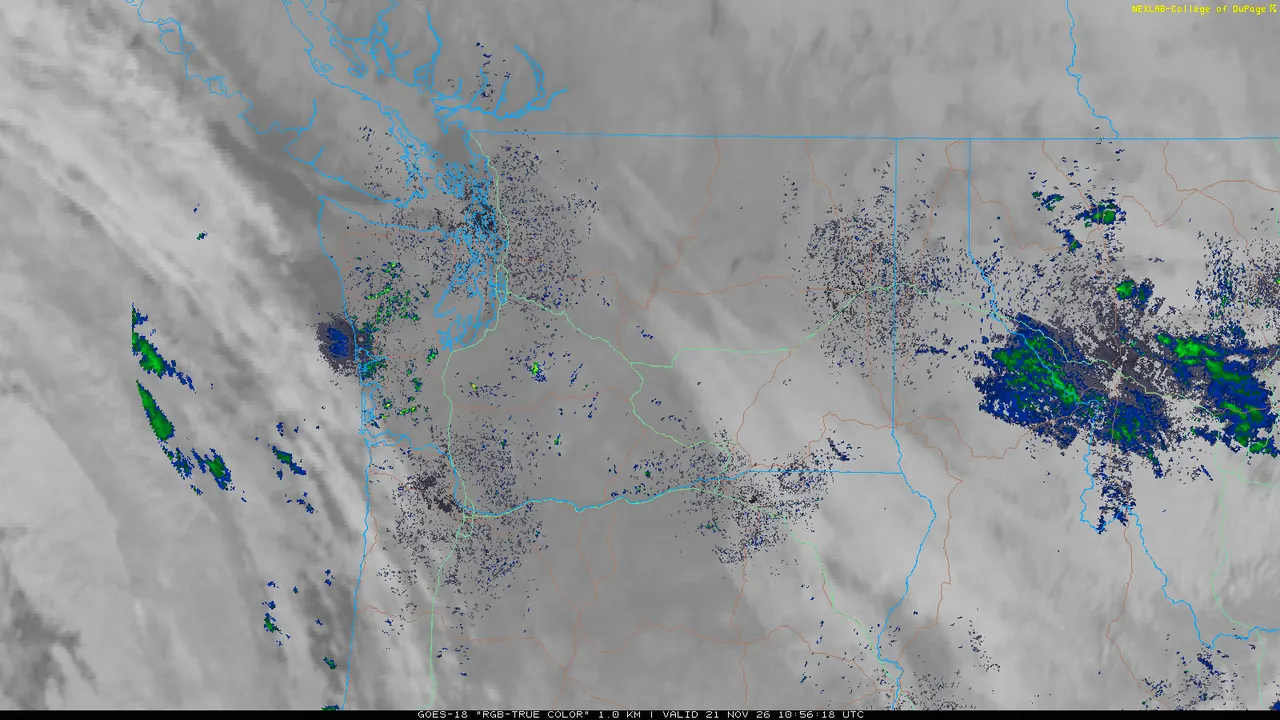 NEXLAB-College of DuPage
GOES-18 "RGB-TRUE COLOR" 1.0 KM | VALID 21 NOV 26 10:56:18 UTC